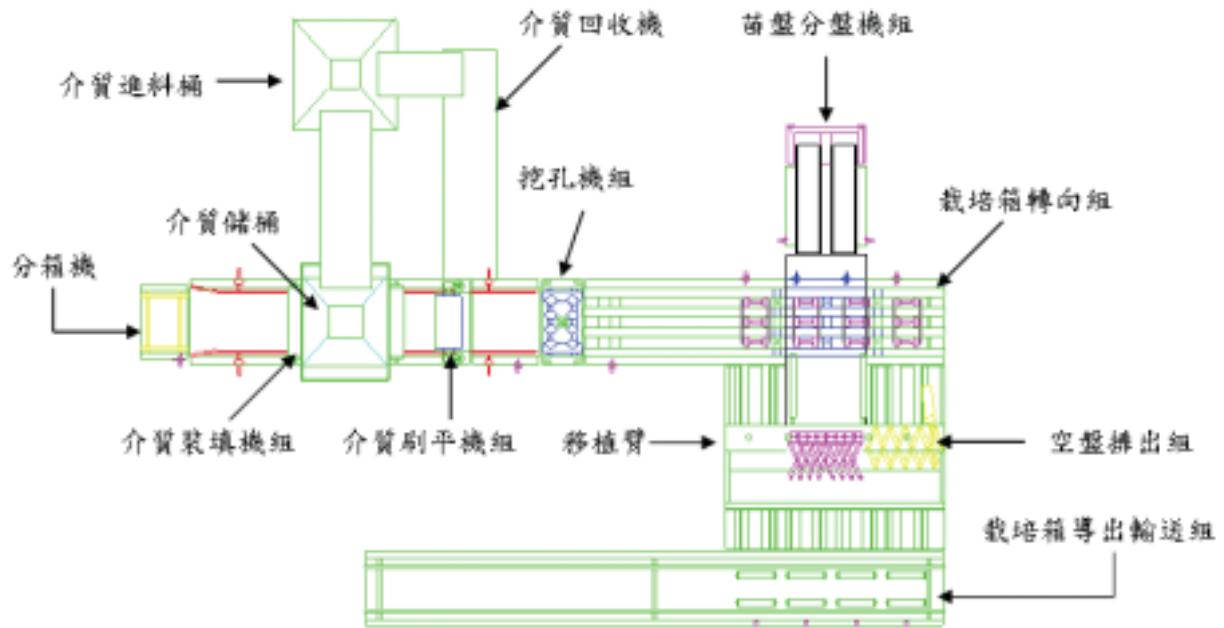 介質回收機
苗盤分盤機組
介質進料桶
挖孔機組
栽培箱轉向組
介質儲桶
分箱機
介質裝填機組
介質刷平機組
移植臂
空盤排出組
栽培箱導出輸送組